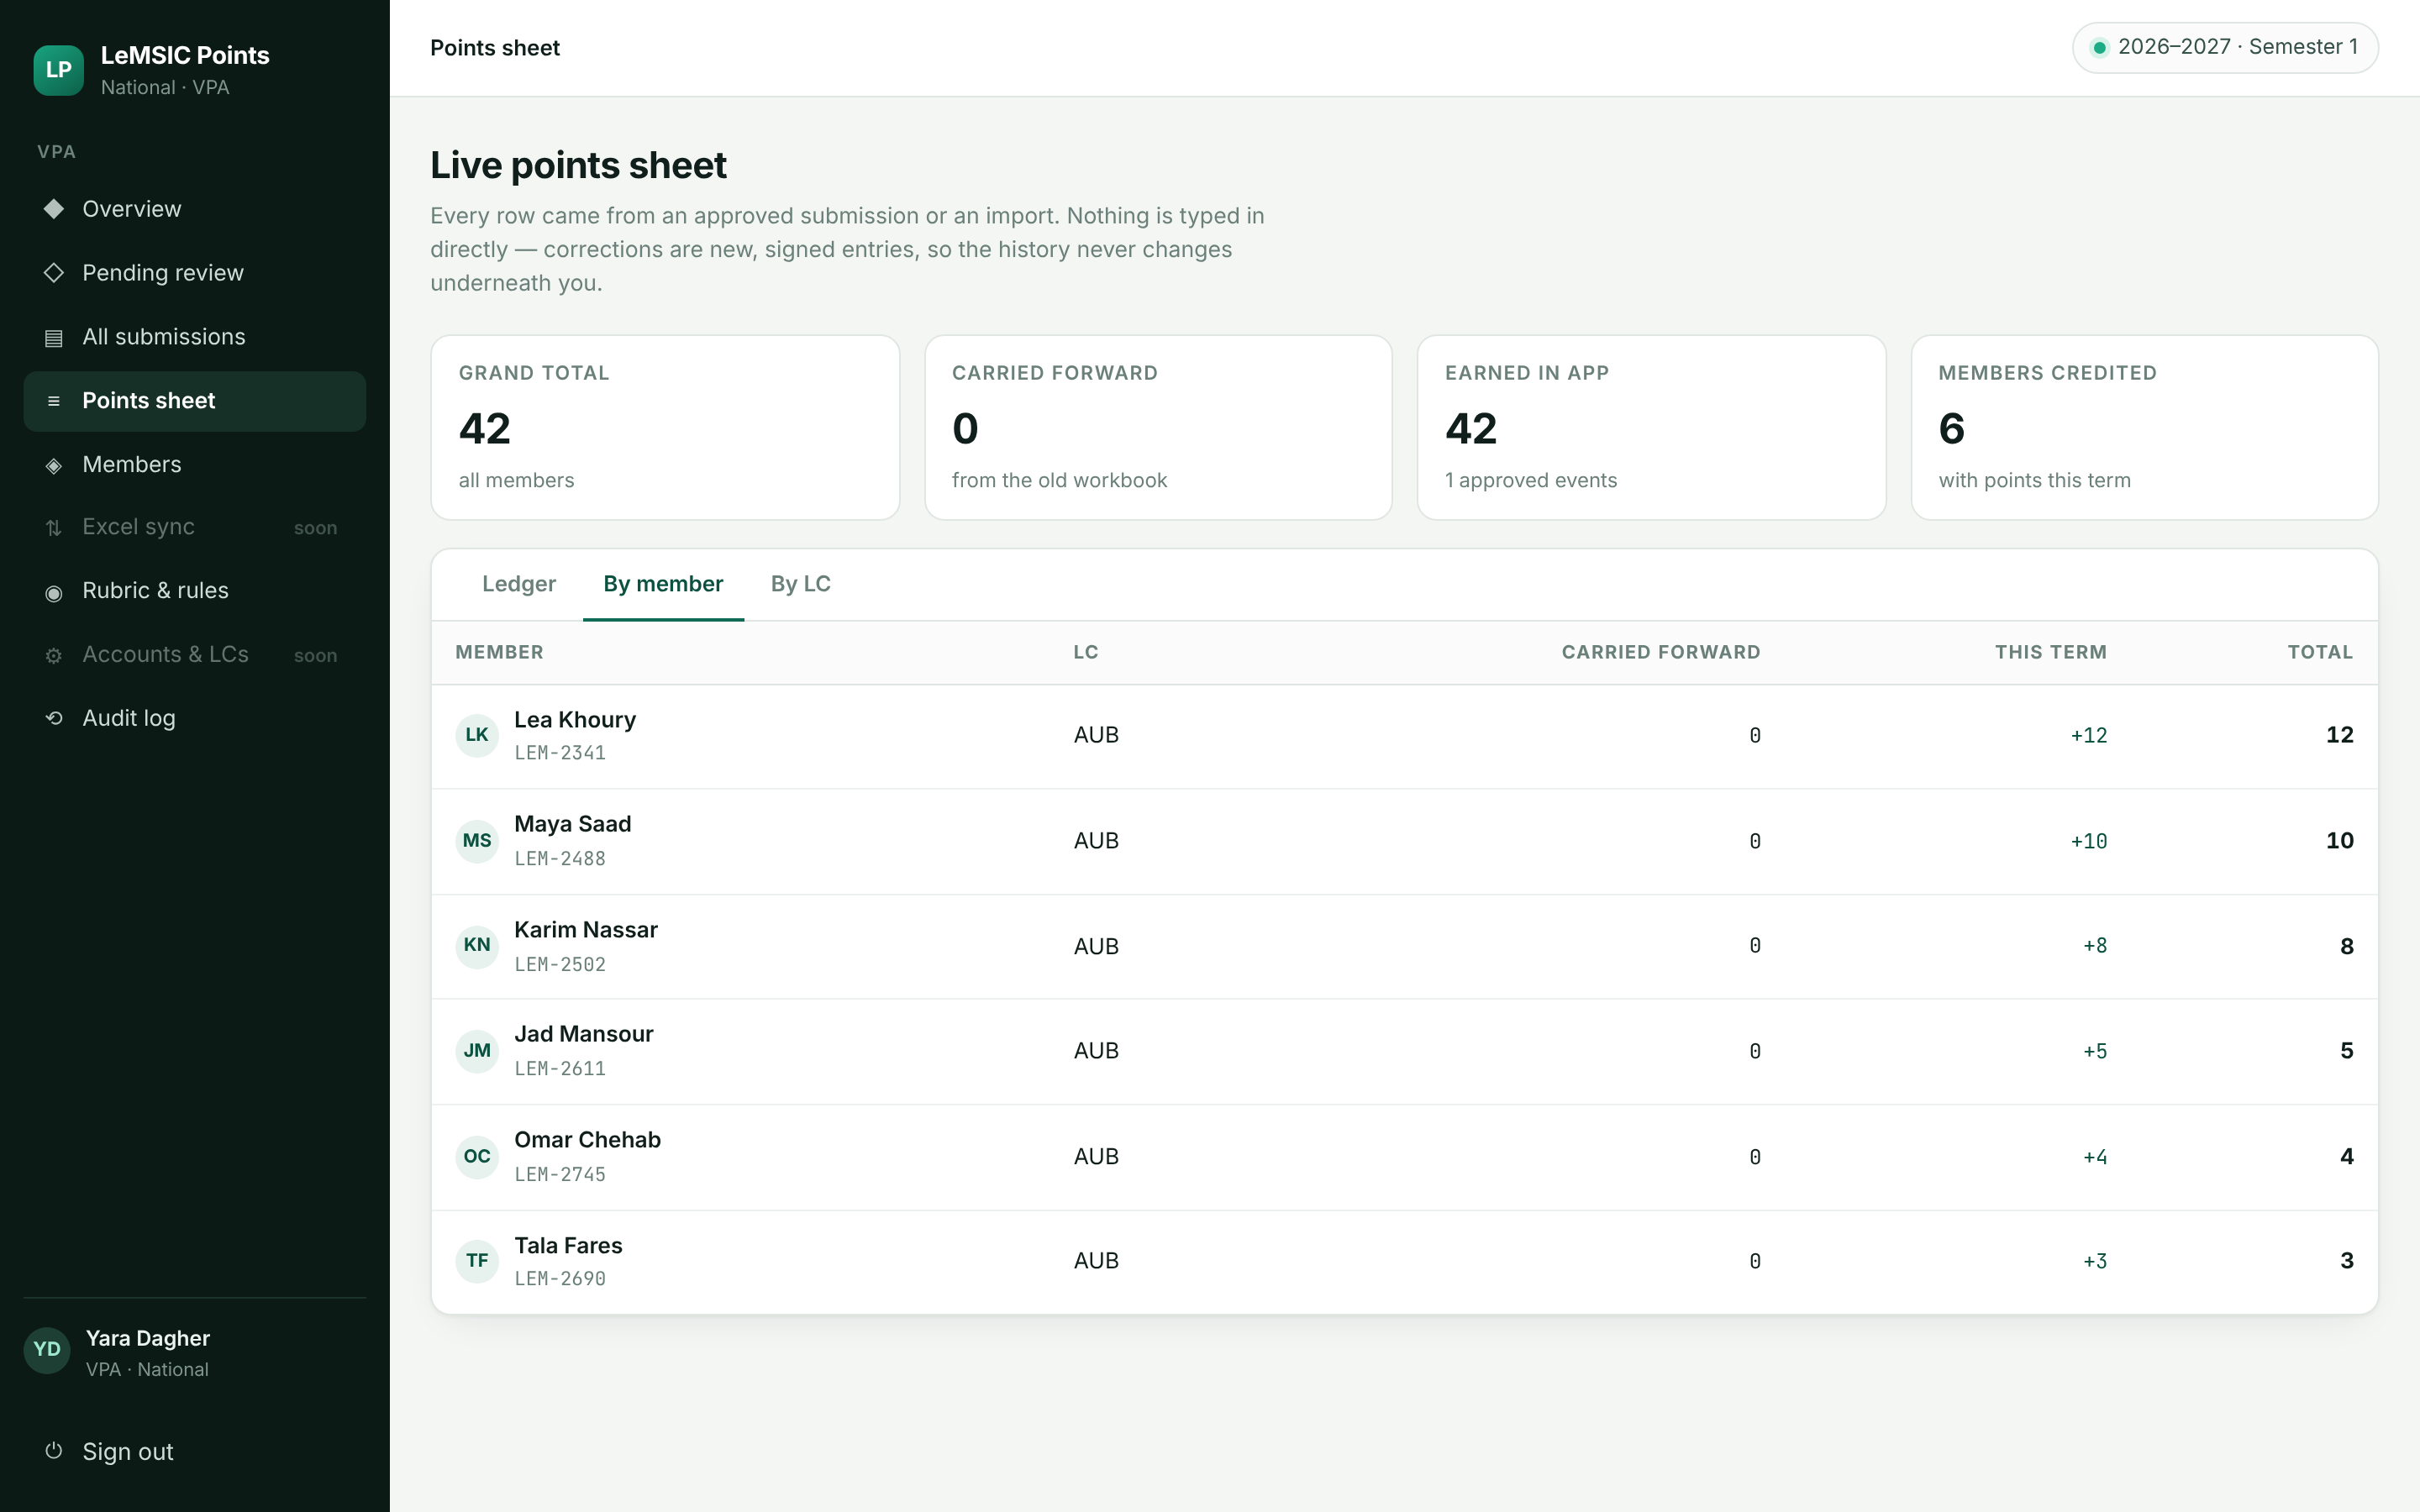 LP
LeMSIC Points
National · VPA
VPA
Overview
Pending review
All submissions
Points sheet
Members
Excel sync soon
Rubric & rules
Accounts & LCs soon
Audit log
YD
Yara Dagher
VPA · National
Sign out
Points sheet
2026–2027 · Semester 1
Live points sheet
Every row came from an approved submission or an import. Nothing is typed in
directly — corrections are new, signed entries, so the history never changes
underneath you.
GRAND TOTAL
42
all members
CARRIED FORWARD
0
from the old workbook
EARNED IN APP
42
1 approved events
MEMBERS CREDITED
6
with points this term
Ledger By member By LC
MEMBER LC CARRIED FORWARD THIS TERM TOTAL
LK Lea Khoury AUB 0 +12 12
LEM-2341
MS Maya Saad AUB 0 +10 10
LEM-2488
KN Karim Nassar AUB 0 +8 8
LEM-2502
JM Jad Mansour AUB 0 +5 5
LEM-2611
OC Omar Chehab AUB 0 +4 4
LEM-2745
TF Tala Fares AUB 0 +3 3
LEM-2690